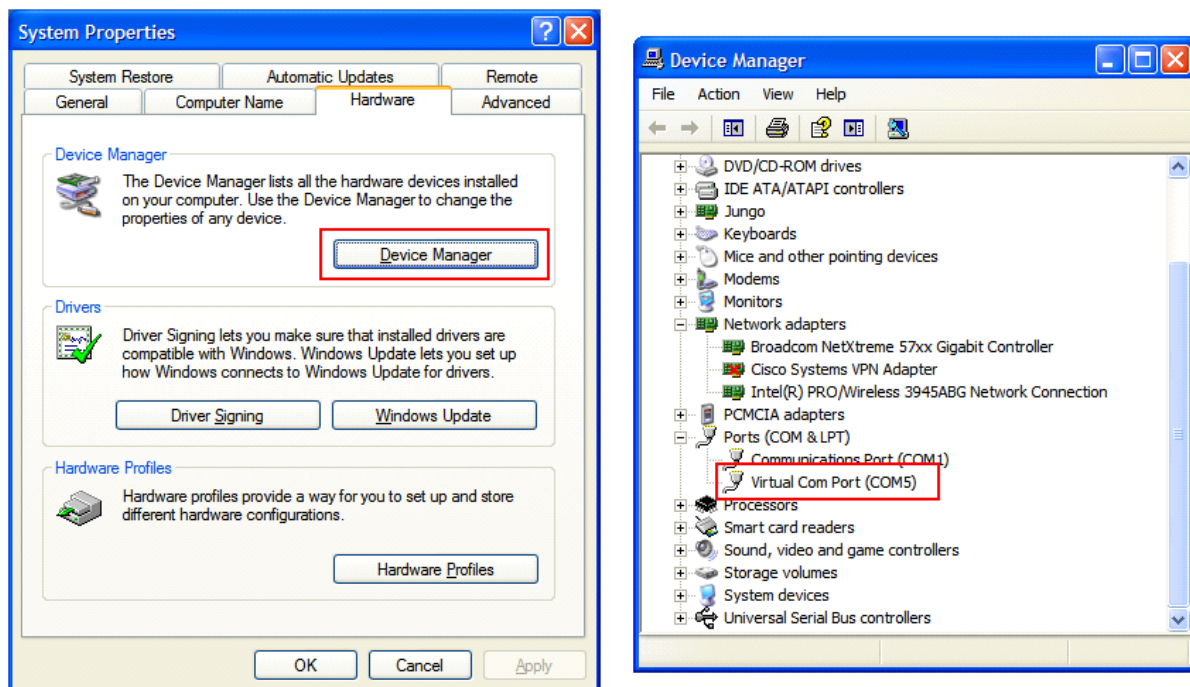 System Properties
System Restore
Automatic Updates
Remote
General
Computer Name
Hardware
Advanced
Device Manager
The Device Manager lists all the hardware devices installed
on your computer. Use the Device Manager to change the
properties of any device.
Device Manager
Drivers
Driver Signing lets you make sure that installed drivers are
compatible with Windows. Windows Update lets you set up
how Windows connects to Windows Update for drivers.
Driver Signing
Windows Update
Hardware Profiles
Hardware profiles provide a way for you to set up and store
different hardware configurations.
Hardware Profiles
OK
Cancel
Apply
Device Manager
File Action View Help
DVD/CD-ROM drives
IDE ATA/ATAPI controllers
Jungo
Keyboards
Mice and other pointing devices
Modems
Monitors
Network adapters
Broadcom NetXtreme 57xx Gigabit Controller
Cisco Systems VPN Adapter
Intel(R) PRO/Wireless 3945ABG Network Connection
PCMCIA adapters
Ports (COM & LPT)
Communications Port (COM1)
Virtual Com Port (COM5)
Processors
Smart card readers
Sound, video and game controllers
Storage volumes
System devices
Universal Serial Bus controllers